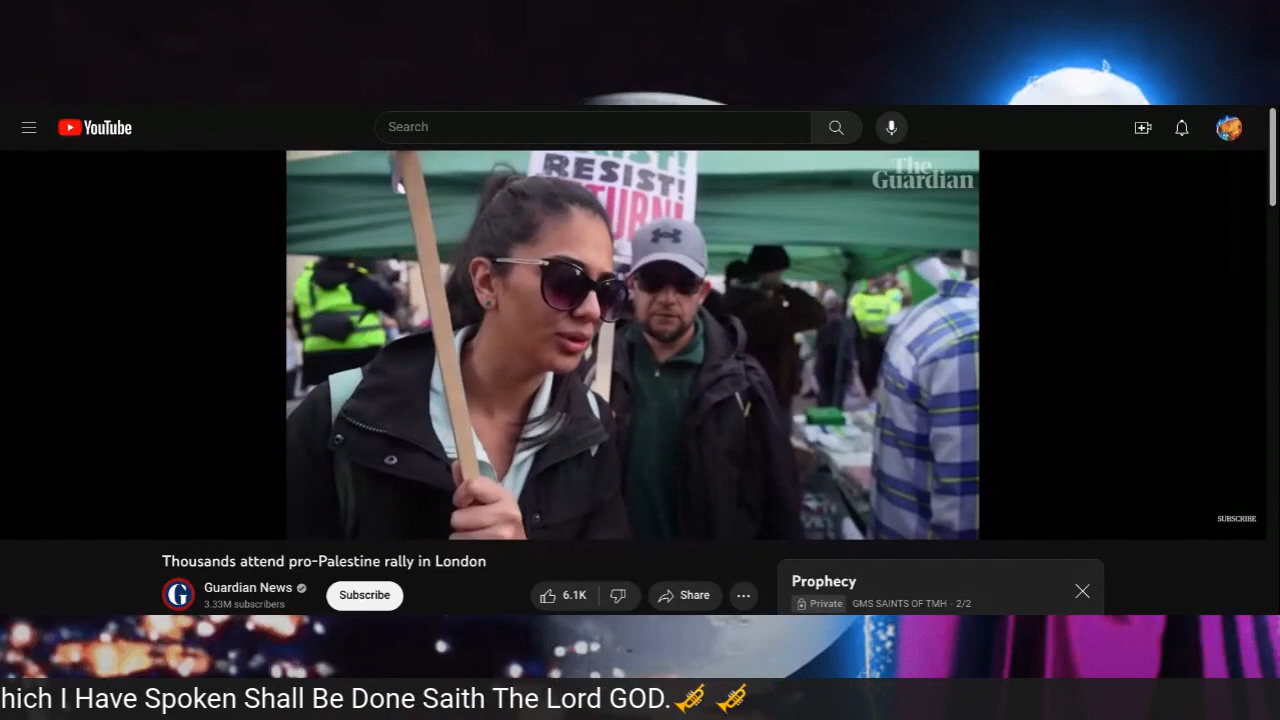 YouTube
Search
RESIST!
The
Guardian
SUBSCRIBE
Thousands attend pro-Palestine rally in London
Guardian News
3.33M subscribers
Subscribe
6.1K
Share
Prophecy
Private GMS SAINTS OF TMH · 2/2
hich I Have Spoken Shall Be Done Saith The Lord GOD.🎺 🎺